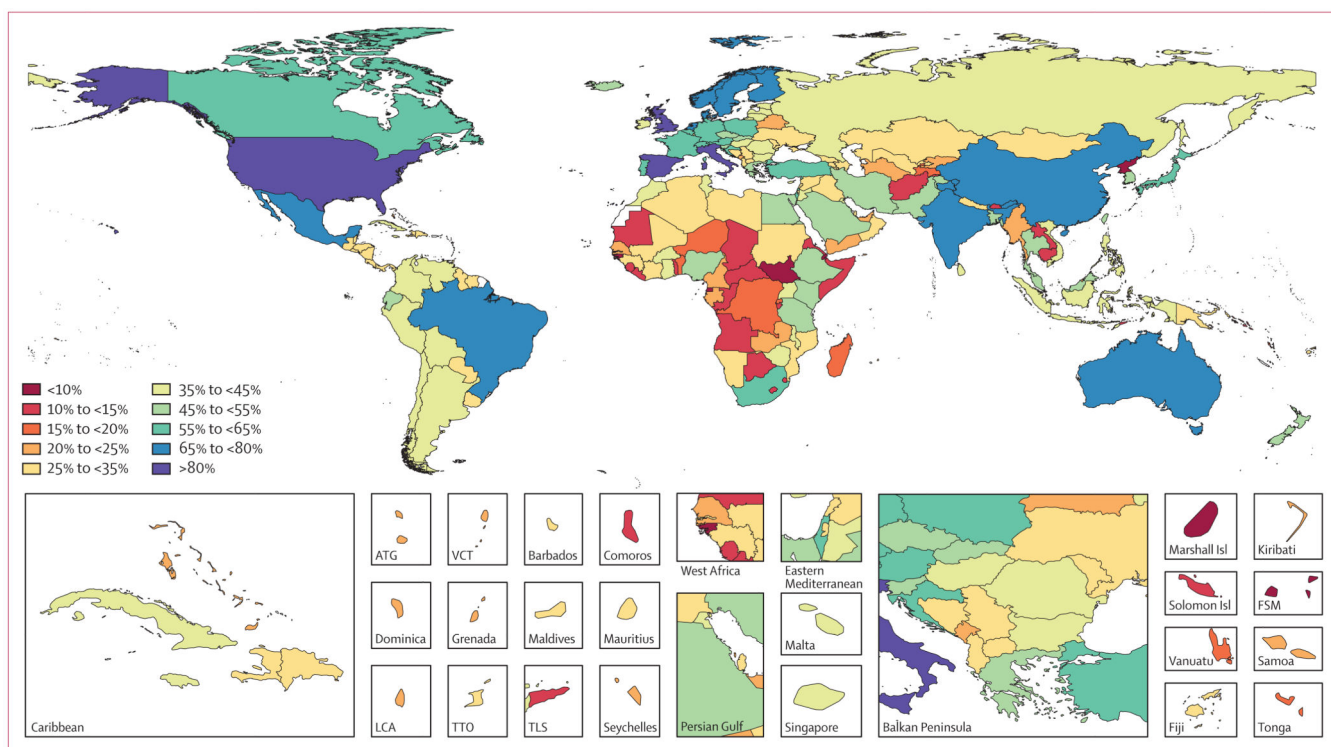 <10%
10% to <15%
15% to <20%
20% to <25%
25% to <35%
35% to <45%
45% to <55%
55% to <65%
65% to <80%
>80%
Caribbean
ATG
VCT
Barbados
Comoros
Dominica
Grenada
Maldives
Mauritius
LCA
TTO
TLS
Seychelles
West Africa
Eastern
Mediterranean
Persian Gulf
Malta
Singapore
Balkan Peninsula
Marshall Isl
Kiribati
Solomon Isl
FSM
Vanuatu
Samoa
Fiji
Tonga